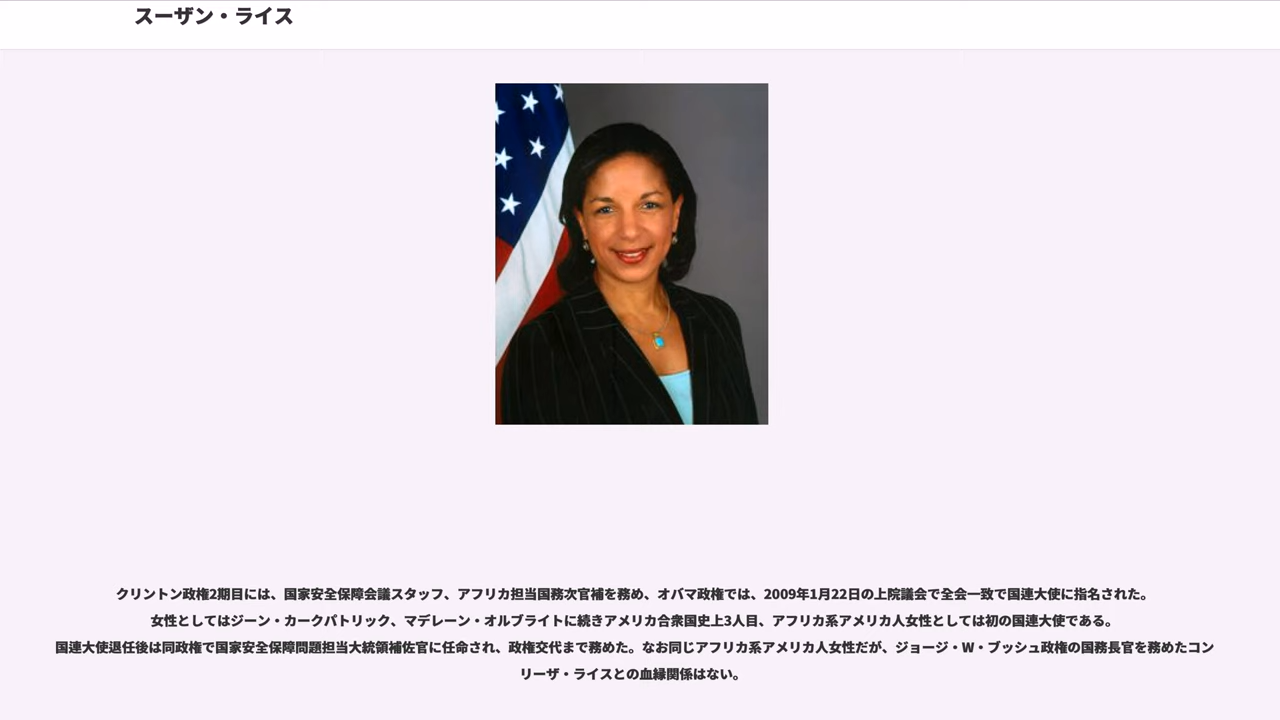 スーザン・ライス
クリントン政権2期目には、国家安全保障会議スタッフ、アフリカ担当国務次官補を務め、オバマ政権では、2009年1月22日の上院議会で全会一致で国連大使に指名された。
女性としてはジーン・カークパトリック、マデレーン・オルブライトに続きアメリカ合衆国史上3人目、アフリカ系アメリカ人女性としては初の国連大使である。
国連大使退任後は同政権で国家安全保障問題担当大統領補佐官に任命され、政権交代まで務めた。なお同じアフリカ系アメリカ人女性だが、ジョージ・W・ブッシュ政権の国務長官を務めたコン
リーザ・ライスとの血縁関係はない。